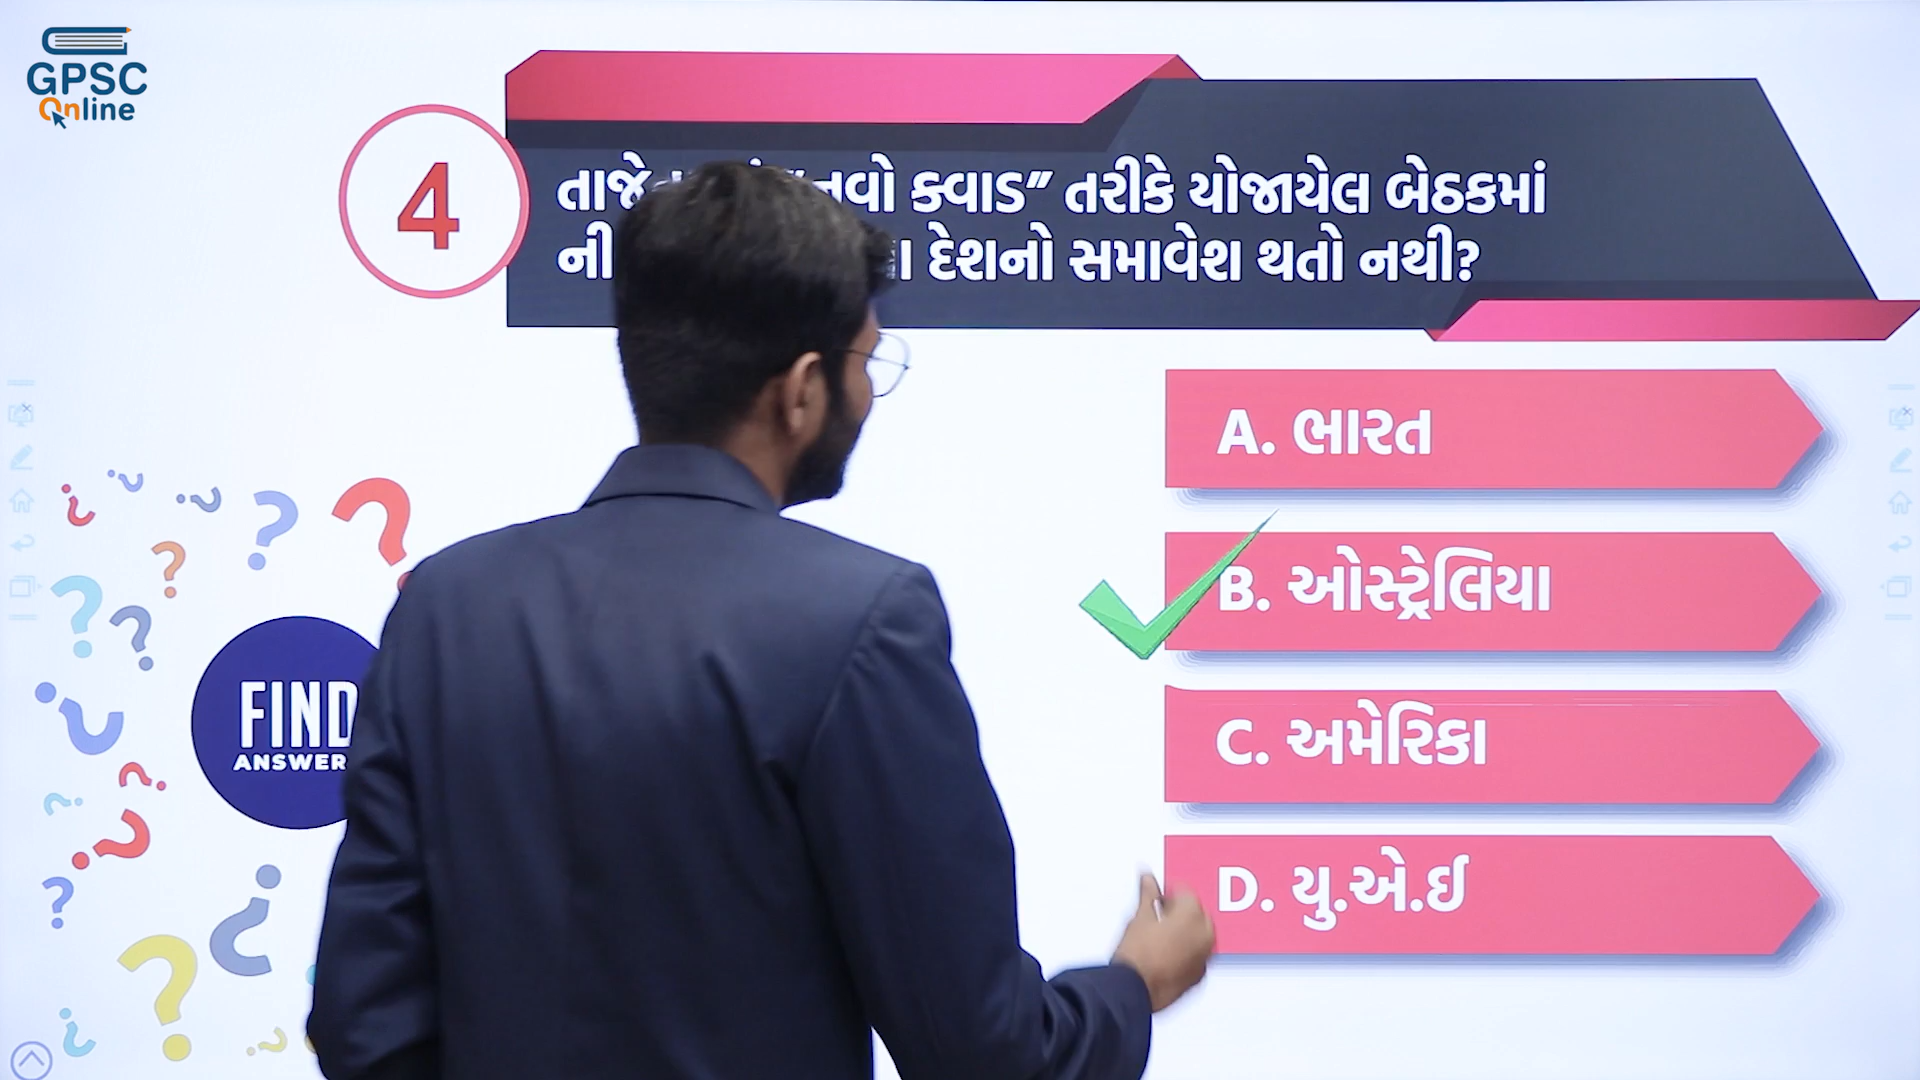 GPSC
Online
4
“નવો ક્વાડ” તરીકે યોજાયેલ બેઠકમાં
દેશનો સમાવેશ થતો નથી?
A. ભારત
B. ઓસ્ટ્રેલિયા
C. અમેરિકા
D. યુ.એ.ઈ
FIND
ANSWER